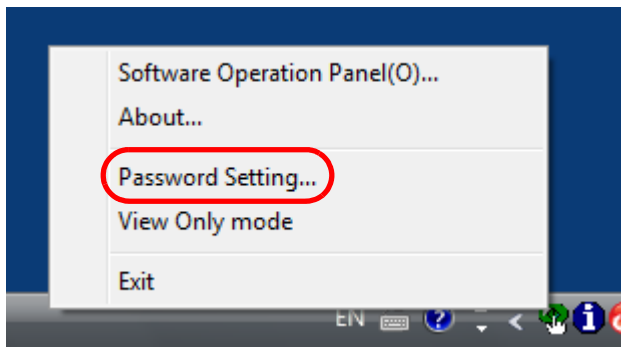 Software Operation Panel(O)...
About...
Password Setting...
View Only mode
Exit
EN